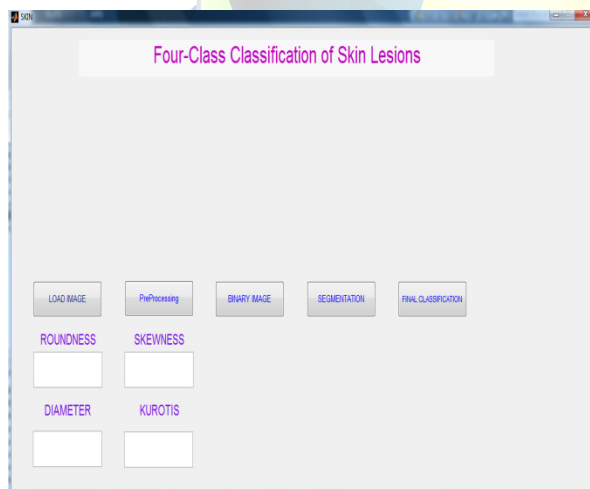 SKIN
Four-Class Classification of Skin Lesions
LOAD IMAGE
PreProcessing
BINARY IMAGE
SEGMENTATION
FINAL CLASSIFICATION
ROUNDNESS
SKEWNESS
DIAMETER
KUROTIS